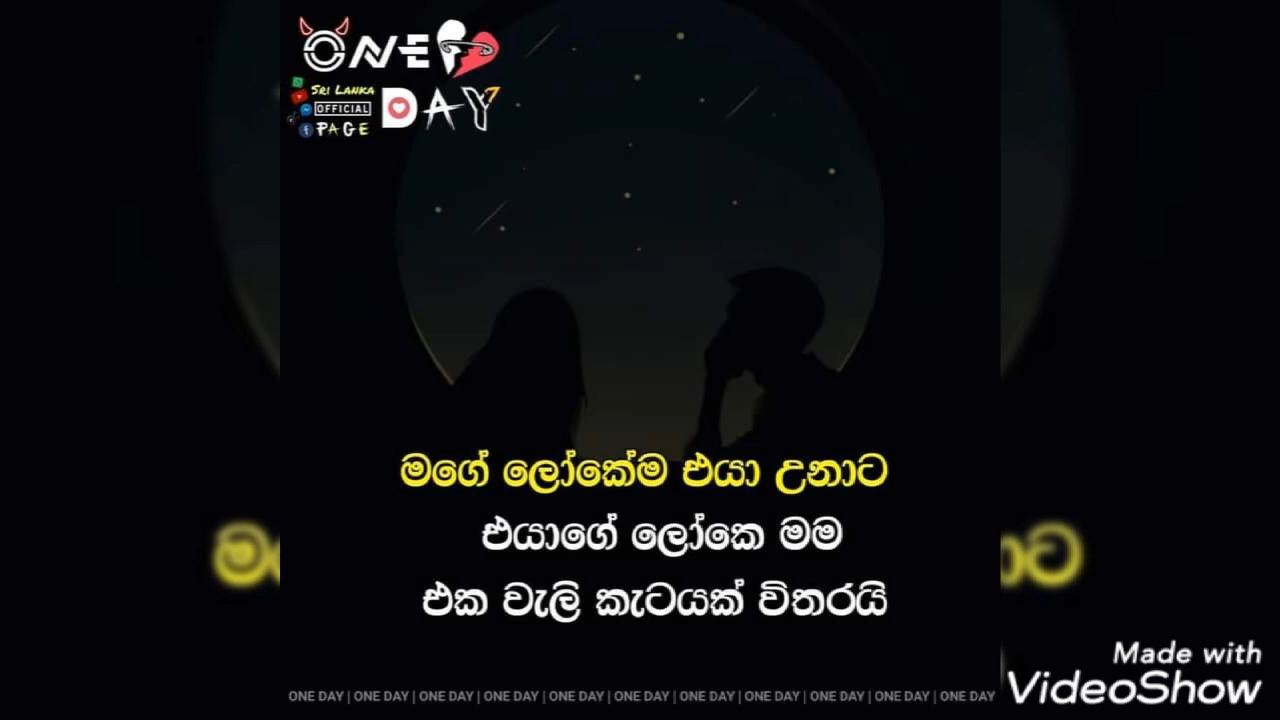 ONE
SRI LANKA
OFFICIAL
PAGE
DAY
මගේ ලෝකේම එයා උනාට
එයාගේ ලෝකෙ මම
එක වැලි කැටයක් විතරයි
ම
ාට
ONE DAY | ONE DAY | ONE DAY | ONE DAY | ONE DAY | ONE DAY | ONE DAY | ONE DAY | ONE DAY | ONE DAY | ONE DAY
Made with
VideoShow